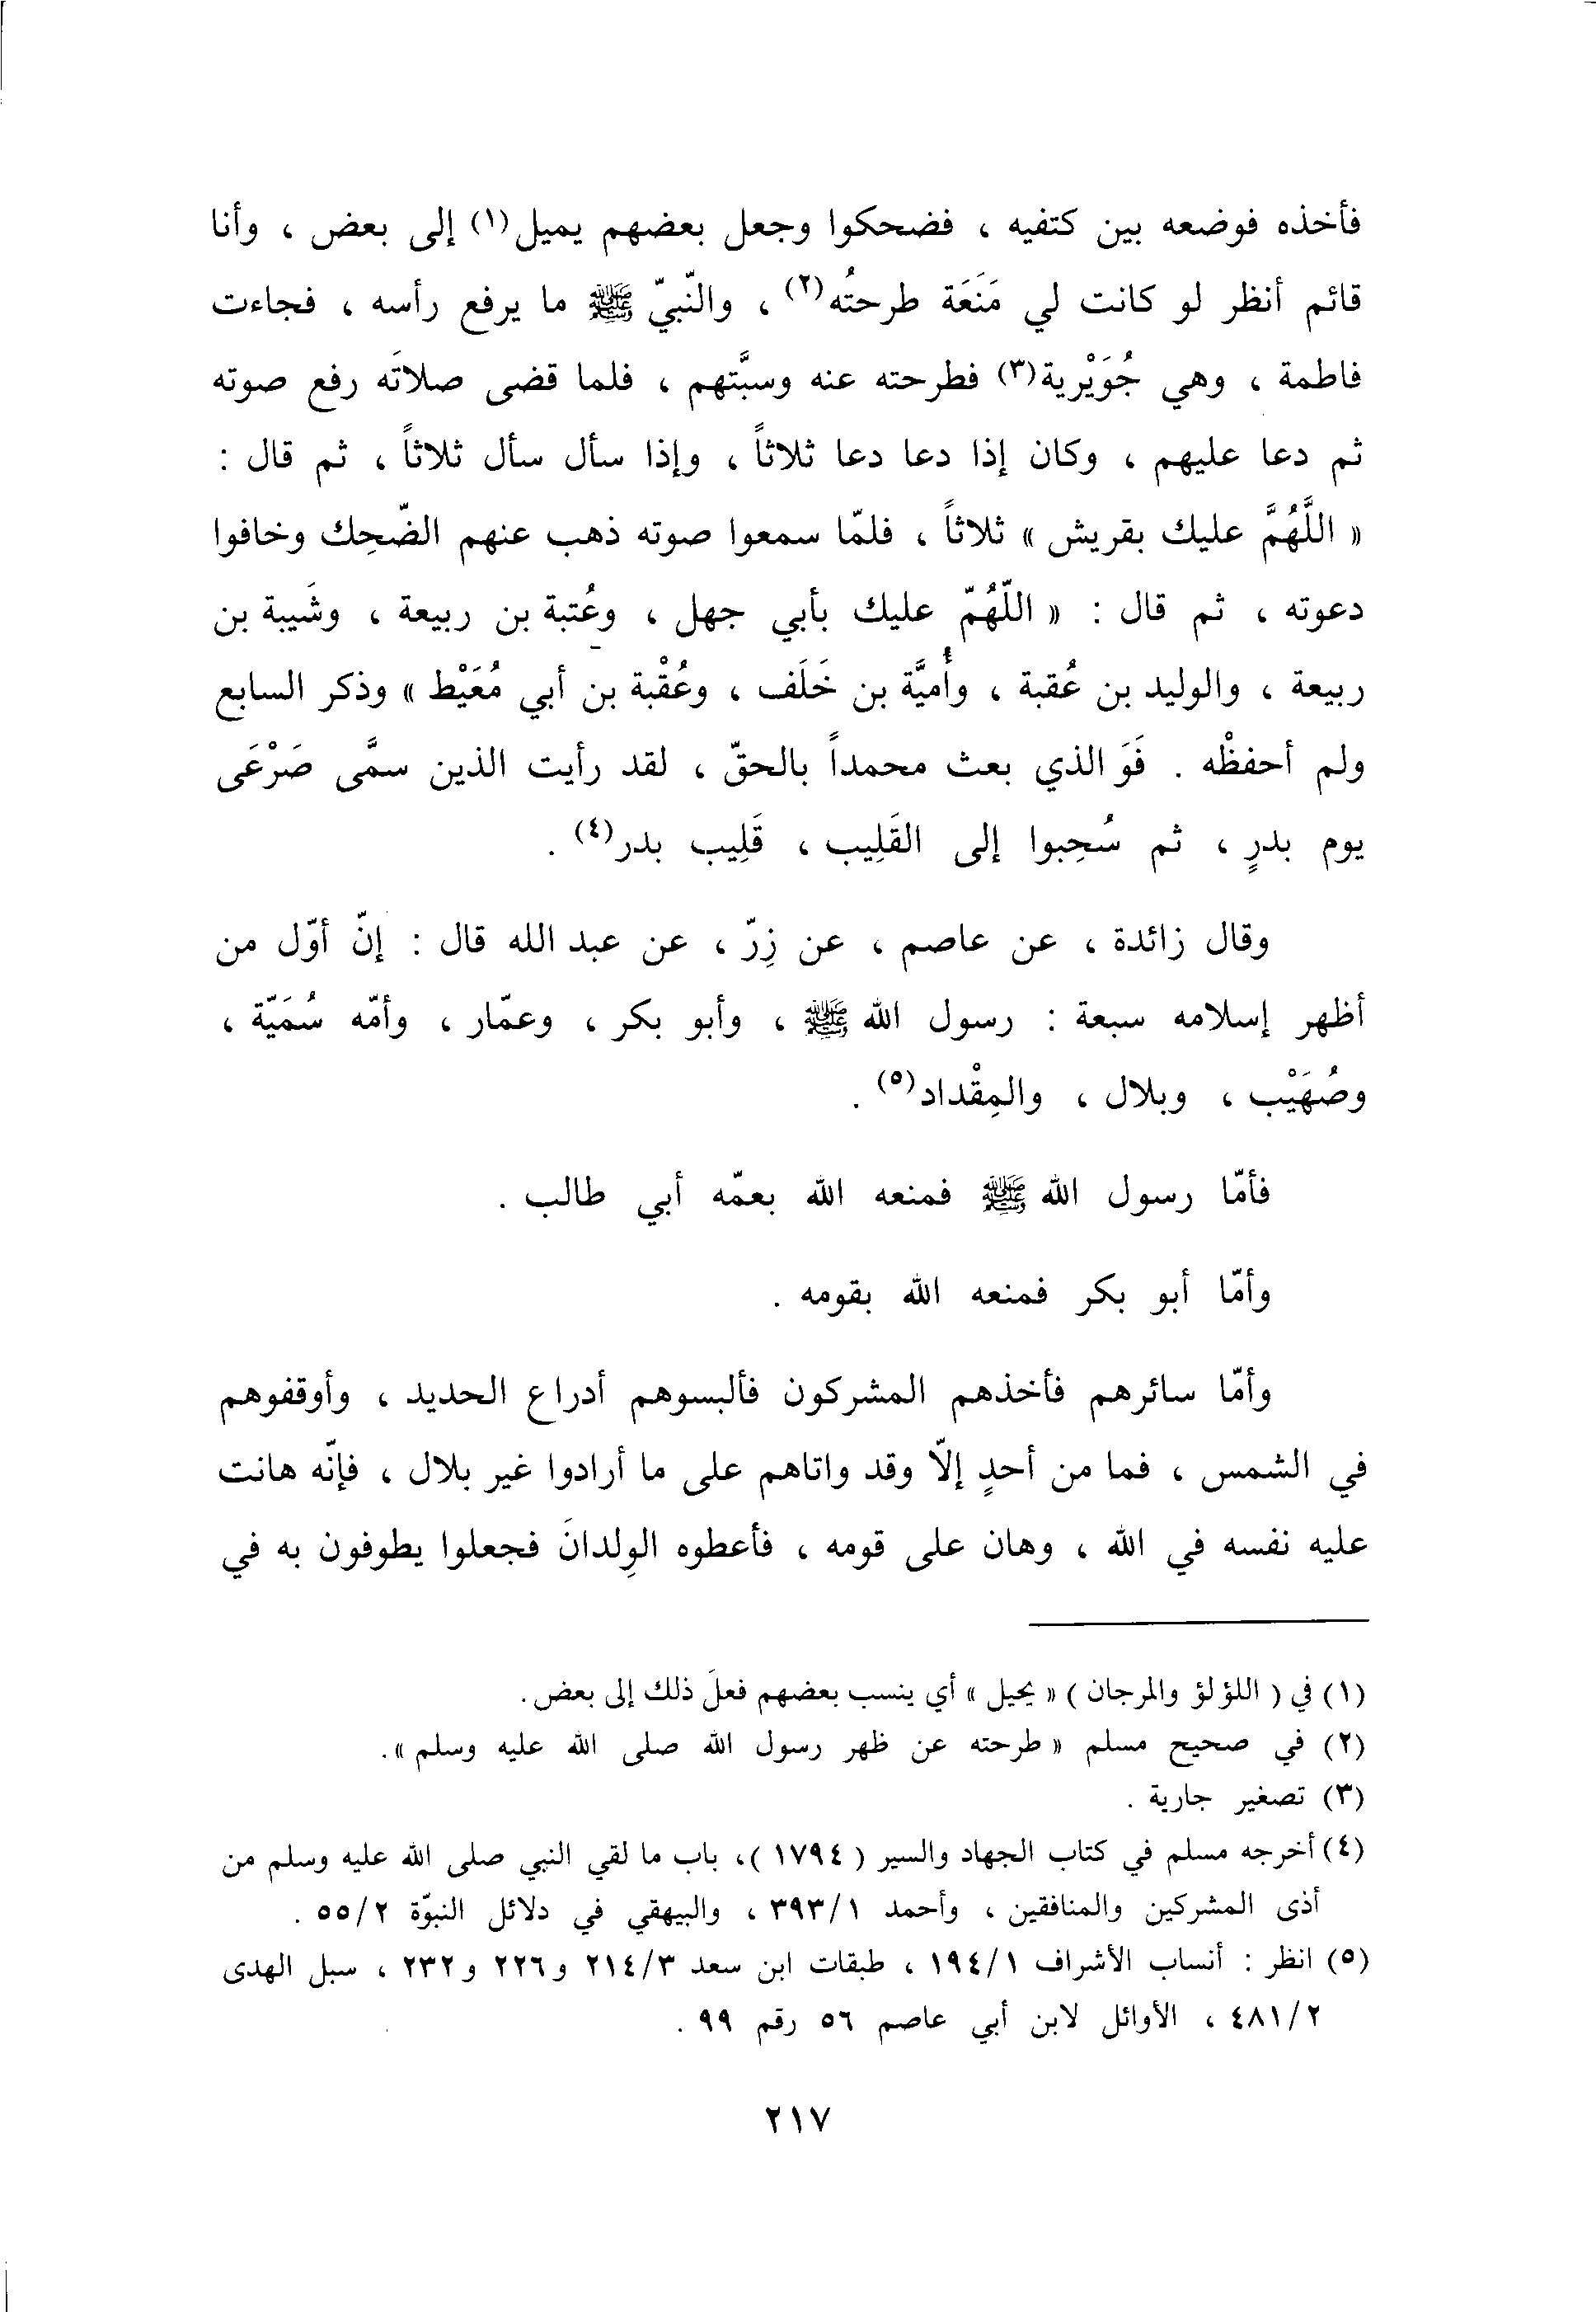 فأخذه فوضعه بين كتفيه ، فضحكوا وجعل بعضهم يميل(١) إلى بعض ، وأنا
قائم أنظر لو كانت لي مَنَعَة طرحتُه(٢) ، والنّبيّ ﷺ ما يرفع رأسه ، فجاءت
فاطمة ، وهي جُوَيْرية(٣) فطرحته عنه وسبَّتهم ، فلما قضى صلاتَه رفع صوته
ثم دعا عليهم ، وكان إذا دعا دعا ثلاثاً ، وإذا سأل سأل ثلاثاً ، ثم قال :
« اللَّهُمَّ عليك بقريش » ثلاثاً ، فلمّا سمعوا صوته ذهب عنهم الضّحِك وخافوا
دعوته ، ثم قال : « اللّهُمّ عليك بأبي جهل ، وعُتبة بن ربيعة ، وشَيبة بن
ربيعة ، والوليد بن عُقبة ، وأُميَّة بن خَلَف ، وعُقْبة بن أبي مُعَيْط » وذكر السابع
ولم أحفظْه . فَوَ الذي بعث محمداً بالحقّ ، لقد رأيت الذين سمَّى صَرْعَى
يوم بدرٍ ، ثم سُحِبوا إلى القَلِيب ، قَلِيب بدر(٤) .
وقال زائدة ، عن عاصم ، عن زِرّ ، عن عبد الله قال : إنّ أوّل من
أظهر إسلامه سبعة : رسول الله ﷺ ، وأبو بكر ، وعمّار ، وأمّه سُمَيّة ،
وصُهَيْب ، وبلال ، والمِقْداد(٥) .
فأمّا رسول الله ﷺ فمنعه الله بعمّه أبي طالب .
وأمّا أبو بكر فمنعه الله بقومه .
وأمّا سائرهم فأخذهم المشركون فألبسوهم أدراع الحديد ، وأوقفوهم
في الشمس ، فما من أحدٍ إلّا وقد واتاهم على ما أرادوا غير بلال ، فإنّه هانت
عليه نفسه في الله ، وهان على قومه ، فأعطوه الوِلدانَ فجعلوا يطوفون به في
(١) في ( اللؤلؤ والمرجان ) « يحيل » أي ينسب بعضهم فعلَ ذلك إلى بعض.
(٢) في صحيح مسلم « طرحته عن ظهر رسول الله صلى الله عليه وسلم ».
(٣) تصغير جارية .
(٤) أخرجه مسلم في كتاب الجهاد والسير ( ١٧٩٤ )، باب ما لقي النبي صلى الله عليه وسلم من
أذى المشركين والمنافقين ، وأحمد ٣٩٣/١ ، والبيهقي في دلائل النبوّة ٥٥/٢ .
(٥) انظر : أنساب الأشراف ١٩٤/١ ، طبقات ابن سعد ٢١٤/٣ و٢٢٦ و٢٣٢ ، سبل الهدى
٤٨١/٢ ، الأوائل لابن أبي عاصم ٥٦ رقم ٩٩ .
٢١٧